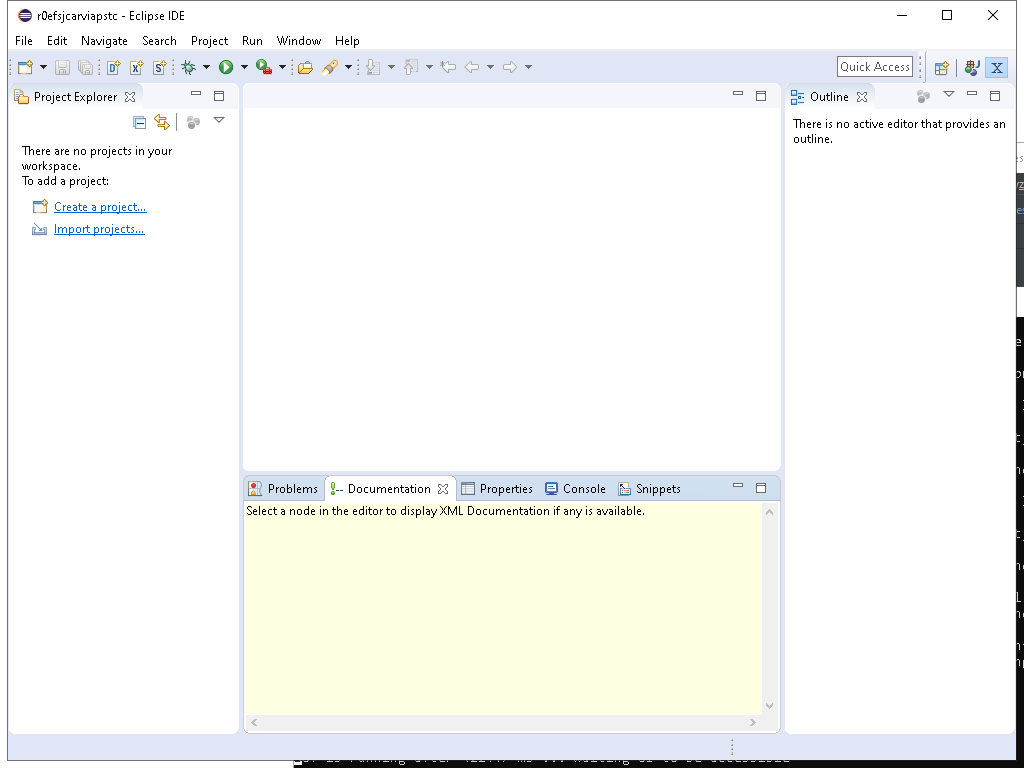 r0efsjcarviapstc - Eclipse IDE
File Edit Navigate Search Project Run Window Help
Quick Access
Project Explorer
Outline
There are no projects in your
workspace.
To add a project:
Create a project...
Import projects...
There is no active editor that provides an
outline.
Problems Documentation Properties Console Snippets
Select a node in the editor to display XML Documentation if any is available.